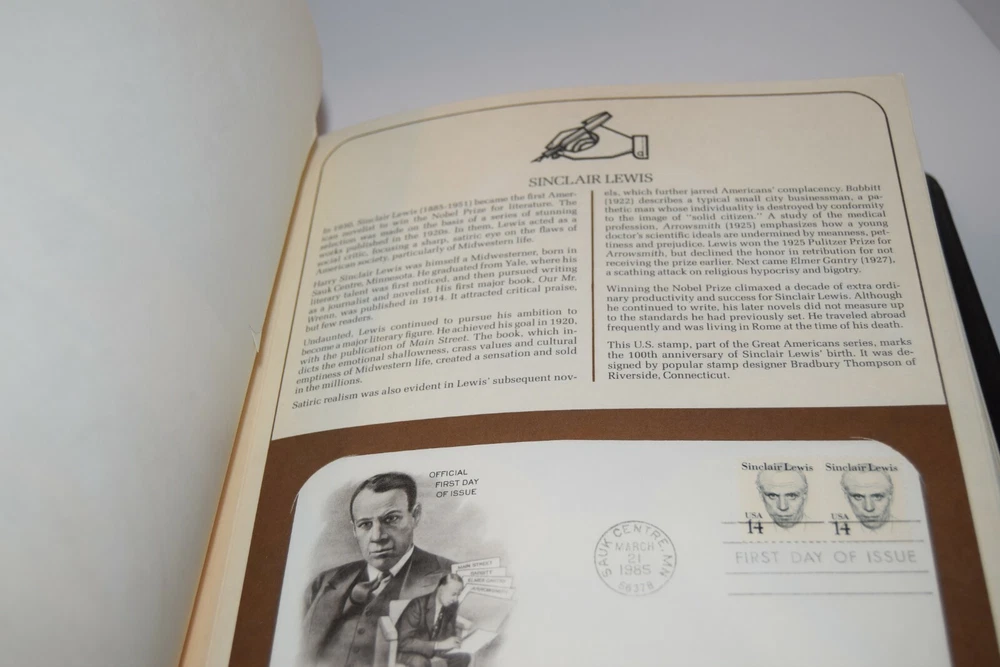 SINCLAIR LEWIS
In 1930, Sinclair Lewis (1885-1951) became the first Amer-
ican novelist to win the Nobel Prize for literature. The
selection was made on the basis of a series of stunning
works published in the 1920s. In them, Lewis acted as a
social critic, focusing a sharp, satiric eye on the flaws of
American society, particularly of Midwestern life.
Harry Sinclair Lewis was himself a Midwesterner, born in
Sauk Centre, Minnesota. He graduated from Yale, where his
literary talent was first noticed, and then pursued writing
as a journalist and novelist. His first major book, Our Mr.
Wrenn, was published in 1914. It attracted critical praise,
but few readers.
Undaunted, Lewis continued to pursue his ambition to
become a major literary figure. He achieved his goal in 1920,
with the publication of Main Street. The book, which in-
dicts the emotional shallowness, crass values and cultural
emptiness of Midwestern life, created a sensation and sold
in the millions.
Satiric realism was also evident in Lewis' subsequent nov-
els, which further jarred Americans' complacency. Babbitt
(1922) describes a typical small city businessman, a pa-
thetic man whose individuality is destroyed by conformity
to the image of "solid citizen." A study of the medical
profession, Arrowsmith (1925) emphasizes how a young
doctor's scientific ideals are undermined by meanness, pet-
tiness and prejudice. Lewis won the 1925 Pulitzer Prize for
Arrowsmith, but declined the honor in retribution for not
receiving the prize earlier. Next came Elmer Gantry (1927),
a scathing attack on religious hypocrisy and bigotry.
Winning the Nobel Prize climaxed a decade of extra ordi-
nary productivity and success for Sinclair Lewis. Although
he continued to write, his later novels did not measure up
to the standards he had previously set. He traveled abroad
frequently and was living in Rome at the time of his death.
This U.S. stamp, part of the Great Americans series, marks
the 100th anniversary of Sinclair Lewis' birth. It was de-
signed by popular stamp designer Bradbury Thompson of
Riverside, Connecticut.
OFFICIAL
FIRST DAY
OF ISSUE
MAIN STREET
BABBITT
ELMER GANTRY
ARROWSMITH
SAUK CENTRE, MN
MARCH
21
1985
56378
Sinclair Lewis
USA
14
Sinclair Lewis
USA
14
FIRST DAY OF ISSUE